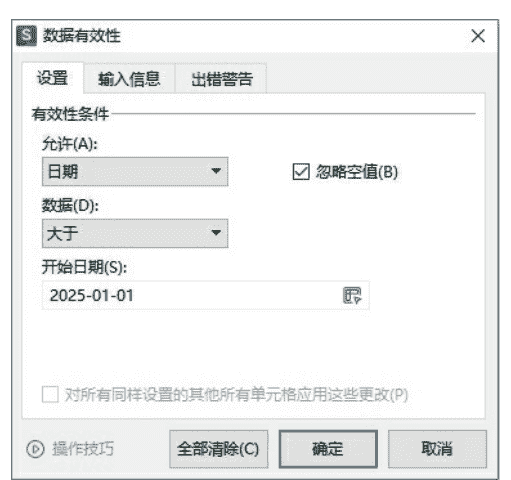 数据有效性
设置 输入信息 出错警告
有效性条件
允许(A):
日期 忽略空值(B)
数据(D):
大于
开始日期(S):
2025-01-01
对所有同样设置的其他所有单元格应用这些更改(P)
操作技巧 全部清除(C) 确定 取消